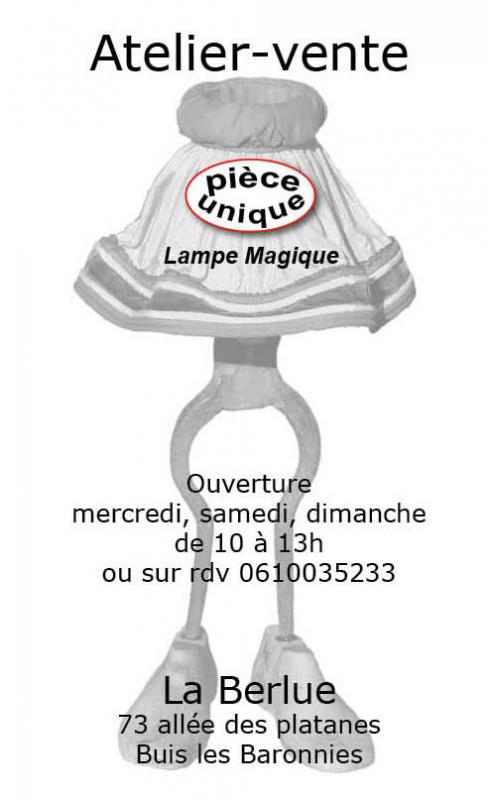 Atelier-vente
pièce
unique
Lampe Magique
Ouverture
mercredi, samedi, dimanche
de 10 à 13h
ou sur rdv 0610035233
La Berlue
73 allée des platanes
Buis les Baronnies